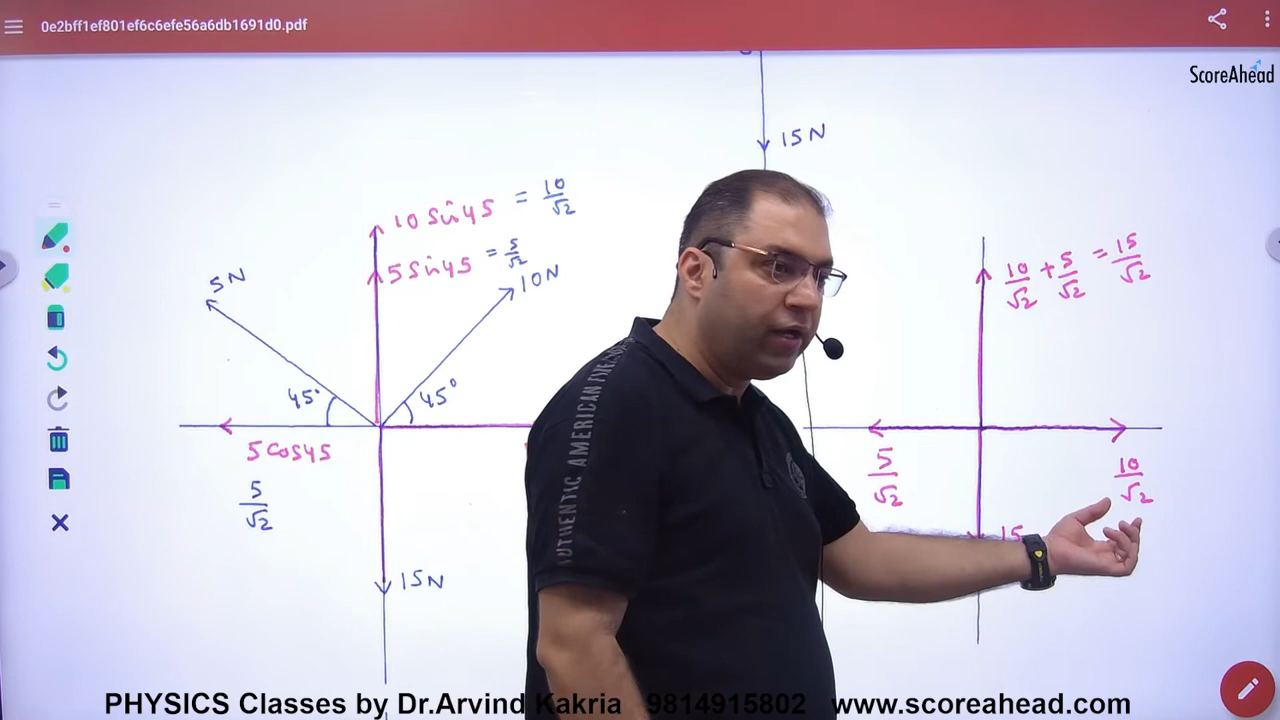 0e2bff1ef801ef6c6efe56a6db1691d0.pdf
ScoreAhead
15N
10 sin45 = 10/√2
5 sin45 = 5/√2
5N
10N
45°
45°
5 cos45
5/√2
15N
10/√2 + 5/√2 = 15/√2
5/√2
10/√2
15
PHYSICS Classes by Dr.Arvind Kakria 9814915802 www.scoreahead.com